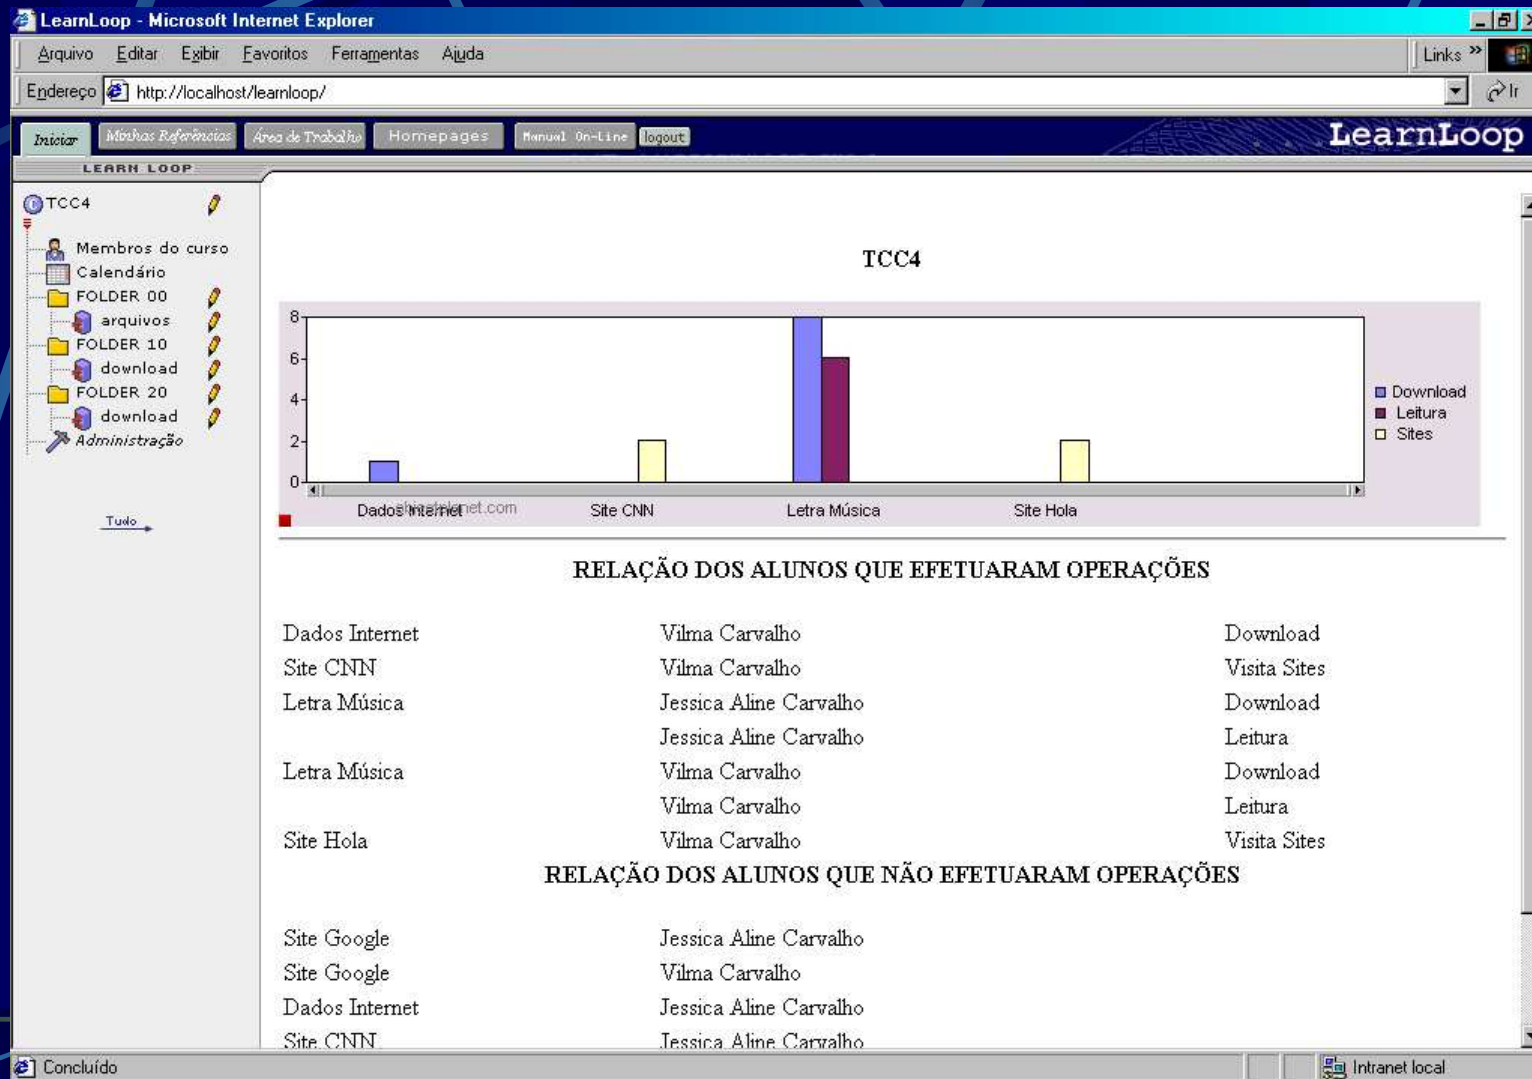 LearnLoop - Microsoft Internet Explorer
Arquivo Editar Exibir Favoritos Ferramentas Ajuda Links »
Endereço http://localhost/learnloop/ Ir
Iniciar Minhas Referências Área de Trabalho Homepages Manual On-Line logout LearnLoop
LEARN LOOP
TCC4
Membros do curso
Calendário
FOLDER 00
arquivos
FOLDER 10
download
FOLDER 20
download
Administração
Tudo
TCC4
8
6
4
2
0
Dados Internet Site CNN Letra Música Site Hola
Download
Leitura
Sites
RELAÇÃO DOS ALUNOS QUE EFETUARAM OPERAÇÕES
Dados Internet Vilma Carvalho Download
Site CNN Vilma Carvalho Visita Sites
Letra Música Jessica Aline Carvalho Download
Jessica Aline Carvalho Leitura
Letra Música Vilma Carvalho Download
Vilma Carvalho Leitura
Site Hola Vilma Carvalho Visita Sites
RELAÇÃO DOS ALUNOS QUE NÃO EFETUARAM OPERAÇÕES
Site Google Jessica Aline Carvalho
Site Google Vilma Carvalho
Dados Internet Jessica Aline Carvalho
Site CNN Jessica Aline Carvalho
Concluído Intranet local